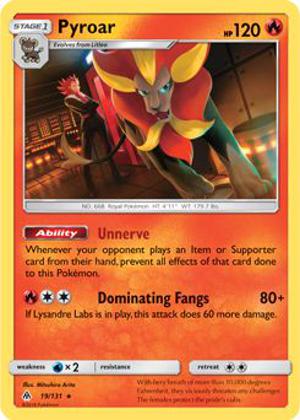 STAGE 1
Pyroar
HP 120
Evolves from Litleo
NO. 668 Royal Pokémon HT: 4'11" WT: 179.7 lbs.
Ability Unnerve
Whenever your opponent plays an Item or Supporter
card from their hand, prevent all effects of that card done
to this Pokémon.
Dominating Fangs 80+
If Lysandre Labs is in play, this attack does 60 more damage.
weakness ×2 resistance retreat
Illus. Mitsuhiro Arita
19/131
With fiery breath of more than 10,000 degrees
Fahrenheit, they viciously threaten any challenger.
The females protect the pride's cubs.
©2018 Pokémon